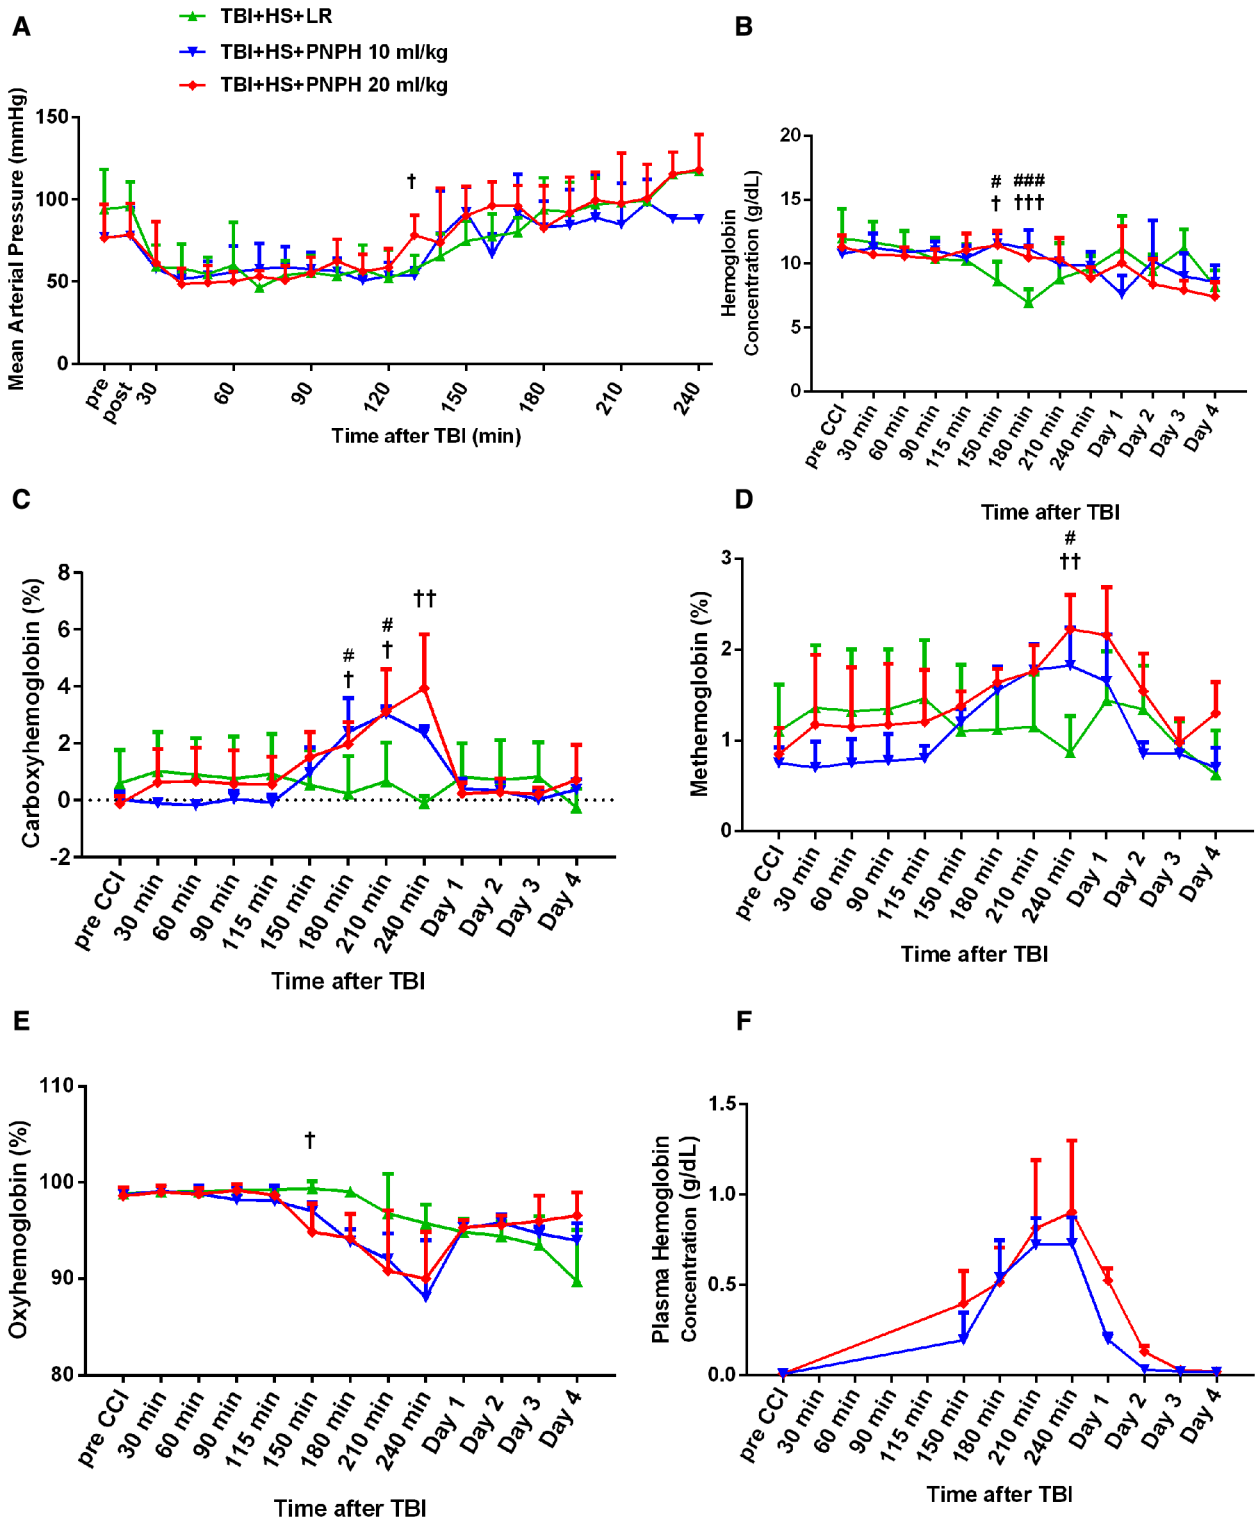 A
TBI+HS+LR
TBI+HS+PNPH 10 ml/kg
TBI+HS+PNPH 20 ml/kg
Mean Arterial Pressure (mmHg)
150
100
50
0
†
pre
post
30
60
90
120
150
180
210
240
Time after TBI (min)
B
Hemoglobin
Concentration (g/dL)
20
15
10
5
0
# ###
† †††
pre CCI
30 min
60 min
90 min
115 min
150 min
180 min
210 min
240 min
Day 1
Day 2
Day 3
Day 4
Time after TBI
C
Carboxyhemoglobin (%)
8
6
4
2
0
-2
#
†
#
†
††
pre CCI
30 min
60 min
90 min
115 min
150 min
180 min
210 min
240 min
Day 1
Day 2
Day 3
Day 4
Time after TBI
D
Methemoglobin (%)
3
2
1
0
#
††
pre CCI
30 min
60 min
90 min
115 min
150 min
180 min
210 min
240 min
Day 1
Day 2
Day 3
Day 4
Time after TBI
E
Oxyhemoglobin (%)
110
100
90
80
†
pre CCI
30 min
60 min
90 min
115 min
150 min
180 min
210 min
240 min
Day 1
Day 2
Day 3
Day 4
Time after TBI
F
Plasma Hemoglobin
Concentration (g/dL)
1.5
1.0
0.5
0.0
pre CCI
30 min
60 min
90 min
115 min
150 min
180 min
210 min
240 min
Day 1
Day 2
Day 3
Day 4
Time after TBI